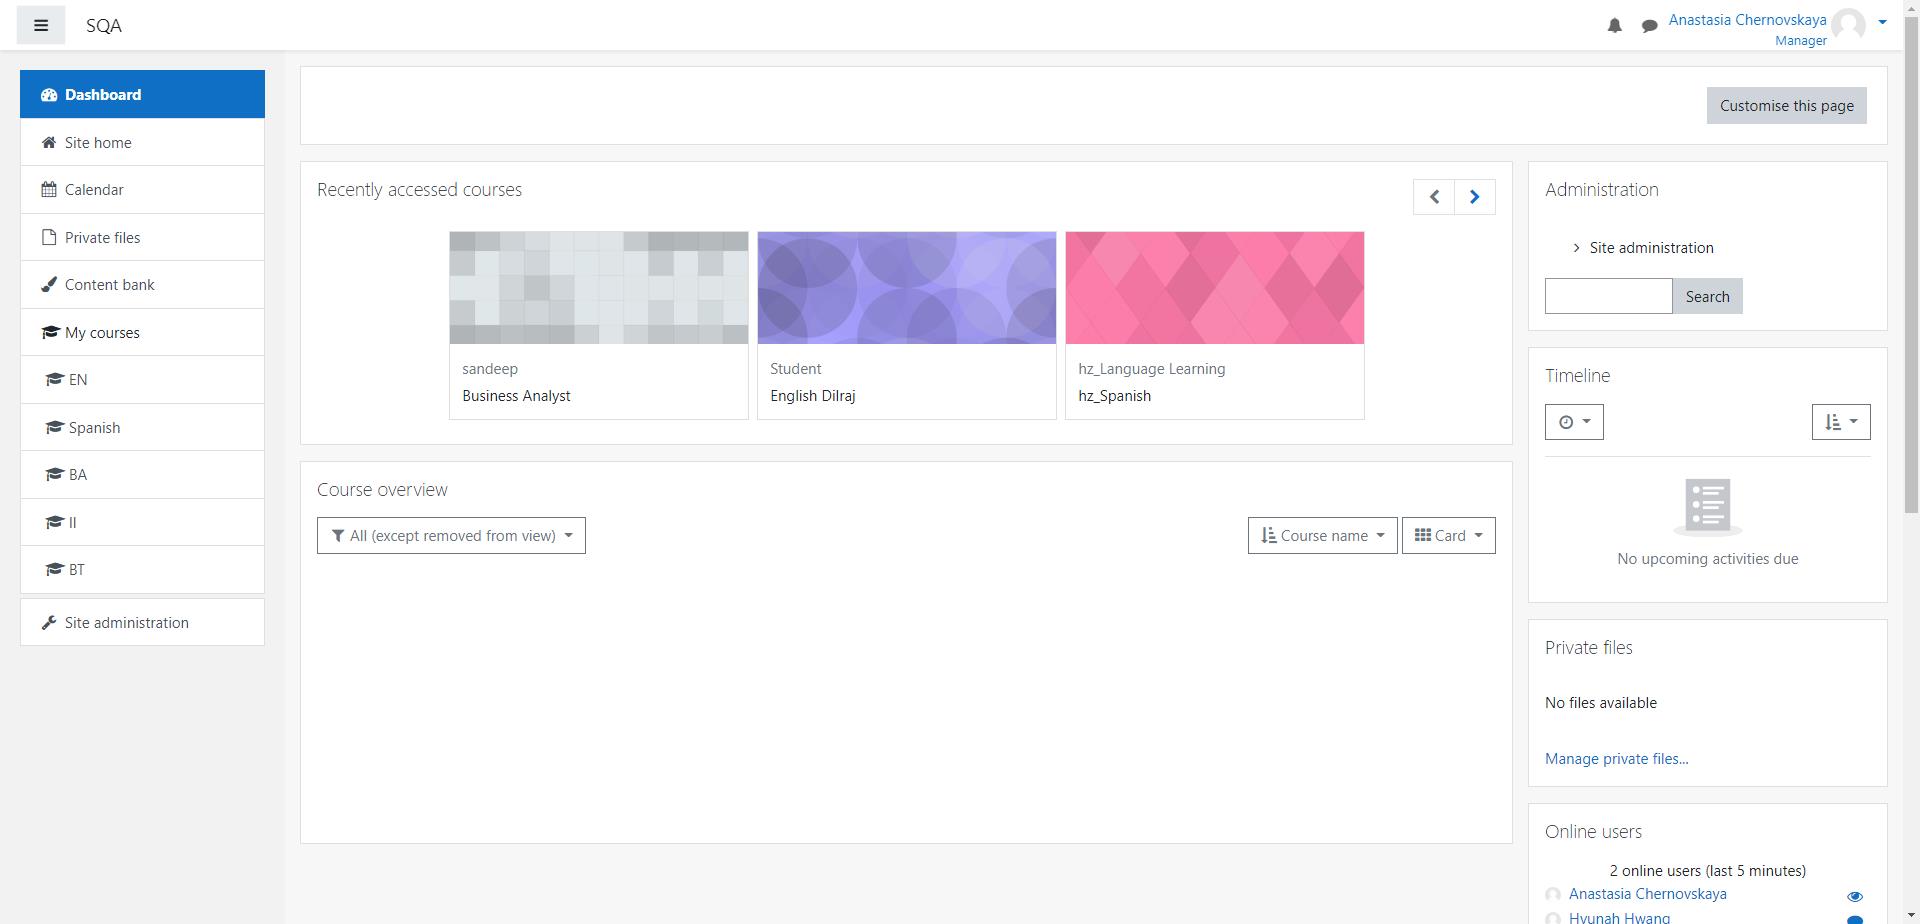 SQA
Anastasia Chernovskaya
Manager
Dashboard
Site home
Calendar
Private files
Content bank
My courses
EN
Spanish
BA
II
BT
Site administration
Customise this page
Recently accessed courses
sandeep
Business Analyst
Student
English Dilraj
hz_Language Learning
hz_Spanish
Course overview
All (except removed from view)
Course name
Card
Administration
Site administration
Search
Timeline
No upcoming activities due
Private files
No files available
Manage private files...
Online users
2 online users (last 5 minutes)
Anastasia Chernovskaya
Hyunah Hwang